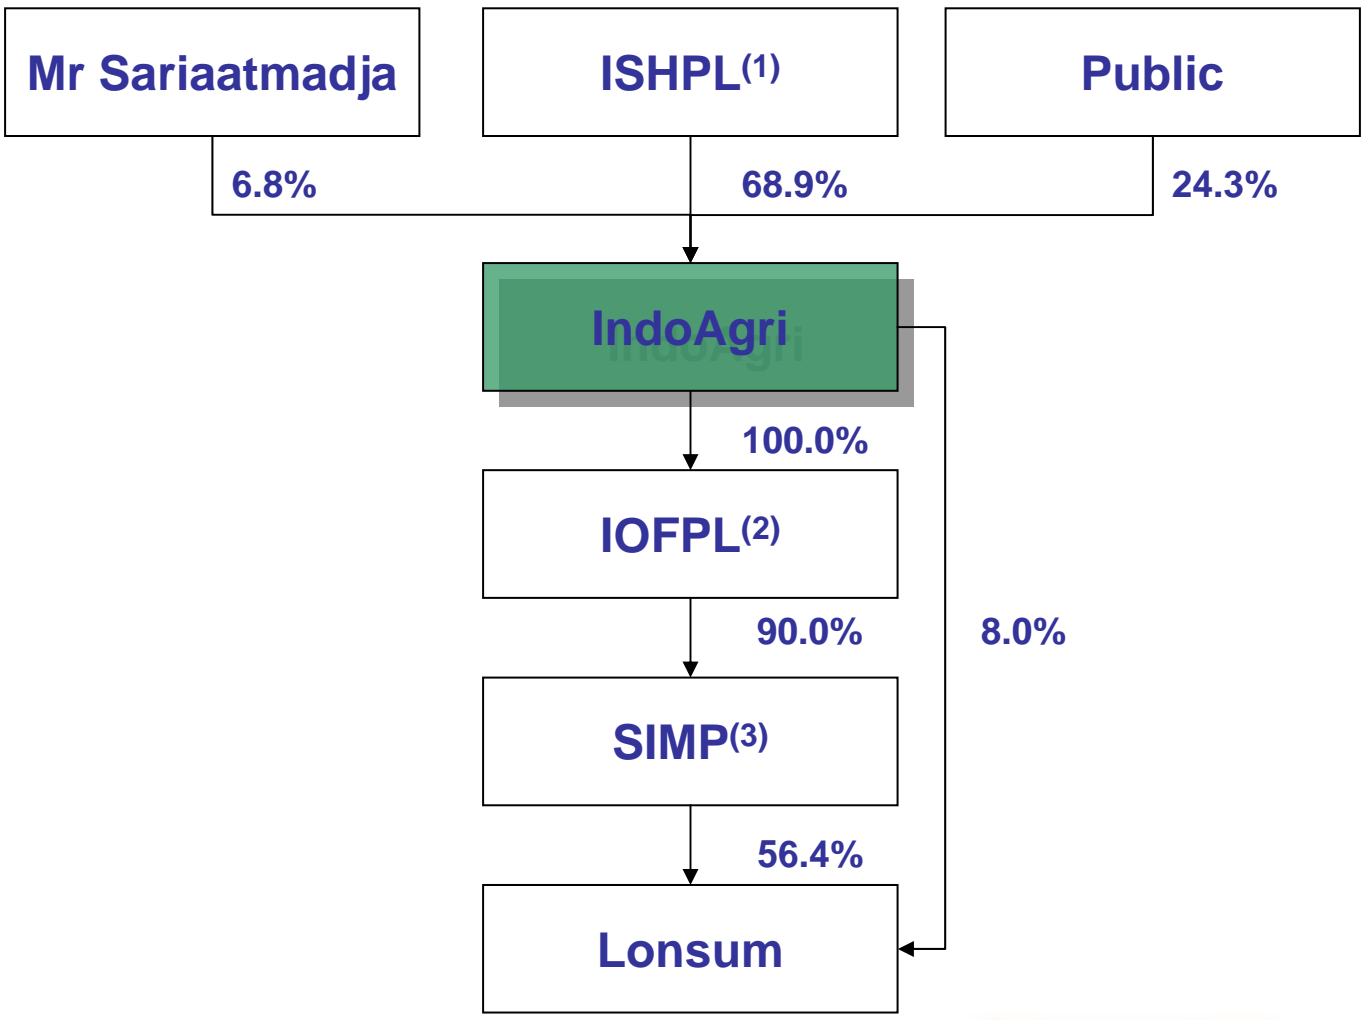 Mr Sariaatmadja
ISHPL(1)
Public
6.8%
68.9%
24.3%
IndoAgri
100.0%
IOFPL(2)
90.0%
8.0%
SIMP(3)
56.4%
Lonsum